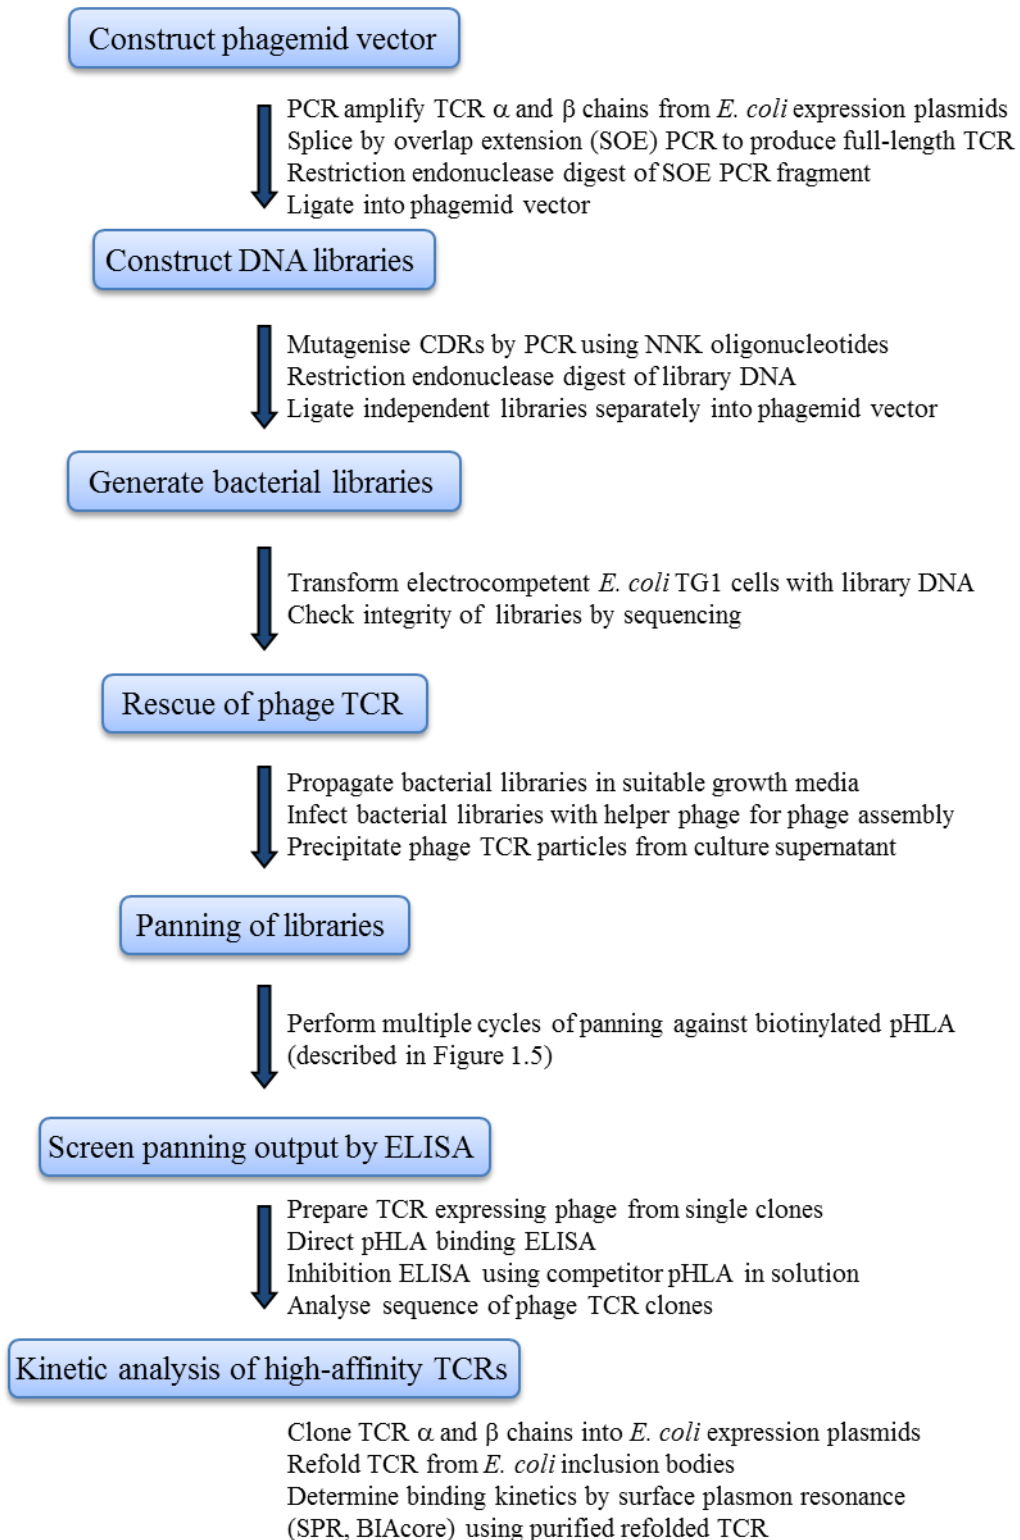 Construct phagemid vector
PCR amplify TCR α and β chains from E. coli expression plasmids
Splice by overlap extension (SOE) PCR to produce full-length TCR
Restriction endonuclease digest of SOE PCR fragment
Ligate into phagemid vector
Construct DNA libraries
Mutagenise CDRs by PCR using NNK oligonucleotides
Restriction endonuclease digest of library DNA
Ligate independent libraries separately into phagemid vector
Generate bacterial libraries
Transform electrocompetent E. coli TG1 cells with library DNA
Check integrity of libraries by sequencing
Rescue of phage TCR
Propagate bacterial libraries in suitable growth media
Infect bacterial libraries with helper phage for phage assembly
Precipitate phage TCR particles from culture supernatant
Panning of libraries
Perform multiple cycles of panning against biotinylated pHLA
(described in Figure 1.5)
Screen panning output by ELISA
Prepare TCR expressing phage from single clones
Direct pHLA binding ELISA
Inhibition ELISA using competitor pHLA in solution
Analyse sequence of phage TCR clones
Kinetic analysis of high-affinity TCRs
Clone TCR α and β chains into E. coli expression plasmids
Refold TCR from E. coli inclusion bodies
Determine binding kinetics by surface plasmon resonance
(SPR, BIAcore) using purified refolded TCR